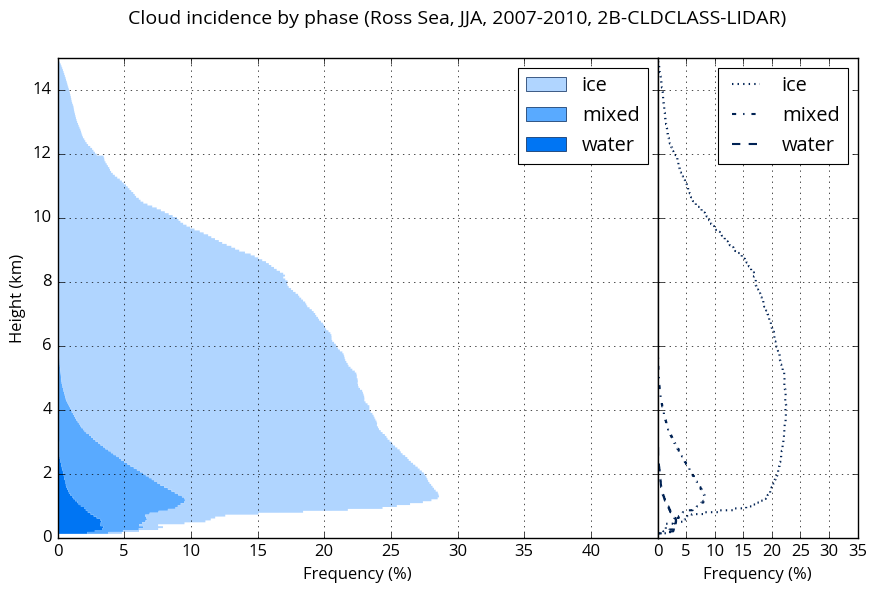 Cloud incidence by phase (Ross Sea, JJA, 2007-2010, 2B-CLDCLASS-LIDAR)
ice
mixed
water
ice
mixed
water
14
12
10
8
6
4
2
0
Height (km)
0 5 10 15 20 25 30 35 40
0 5 10 15 20 25 30 35
Frequency (%)
Frequency (%)